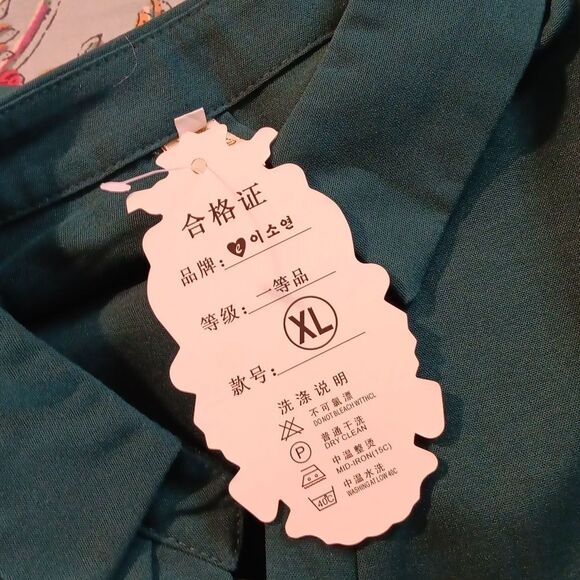 合格证
品牌: e 이소연
等级: 一等品
XL
款号:
洗涤说明
不可氯漂
DO NOT BLEACH WTTHCL
P 普通干洗
DRY CLEAN
中温整烫
MID-IRON(15C)
40C 中温水洗
WASHING AT LOW 40C